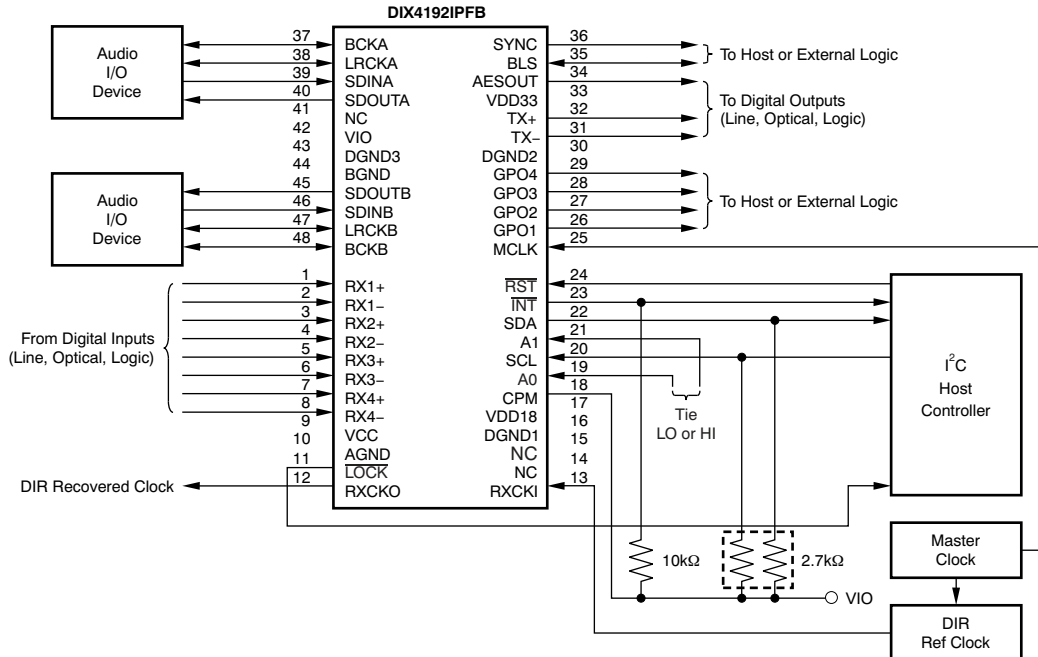 DIX4192IPFB
Audio
I/O
Device
37
38
39
40
41
42
43
44
45
46
47
48
BCKA
LRCKA
SDINA
SDOUTA
NC
VIO
DGND3
BGND
SDOUTB
SDINB
LRCKB
BCKB
Audio
I/O
Device
SYNC
BLS
AESOUT
VDD33
TX+
TX−
DGND2
GPO4
GPO3
GPO2
GPO1
MCLK
36
35
34
33
32
31
30
29
28
27
26
25
To Host or External Logic
To Digital Outputs
(Line, Optical, Logic)
To Host or External Logic
From Digital Inputs
(Line, Optical, Logic)
1
2
3
4
5
6
7
8
9
10
11
12
RX1+
RX1−
RX2+
RX2−
RX3+
RX3−
RX4+
RX4−
VCC
AGND
LOCK
RXCKO
DIR Recovered Clock
RST
INT
SDA
A1
SCL
A0
CPM
VDD18
DGND1
NC
NC
RXCKI
24
23
22
21
20
19
18
17
16
15
14
13
Tie
LO or HI
I²C
Host
Controller
10kΩ
2.7kΩ
VIO
Master
Clock
DIR
Ref Clock